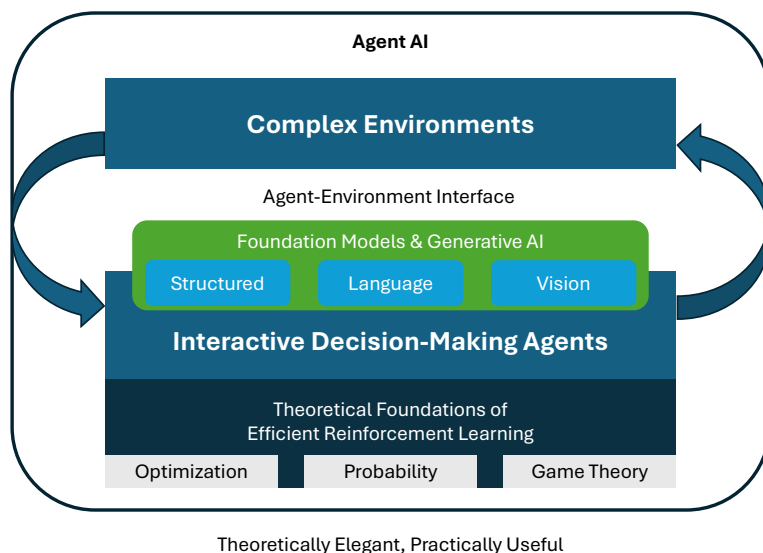 Agent AI
Complex Environments
Agent-Environment Interface
Foundation Models & Generative AI
Structured
Language
Vision
Interactive Decision-Making Agents
Theoretical Foundations of
Efficient Reinforcement Learning
Optimization
Probability
Game Theory
Theoretically Elegant, Practically Useful